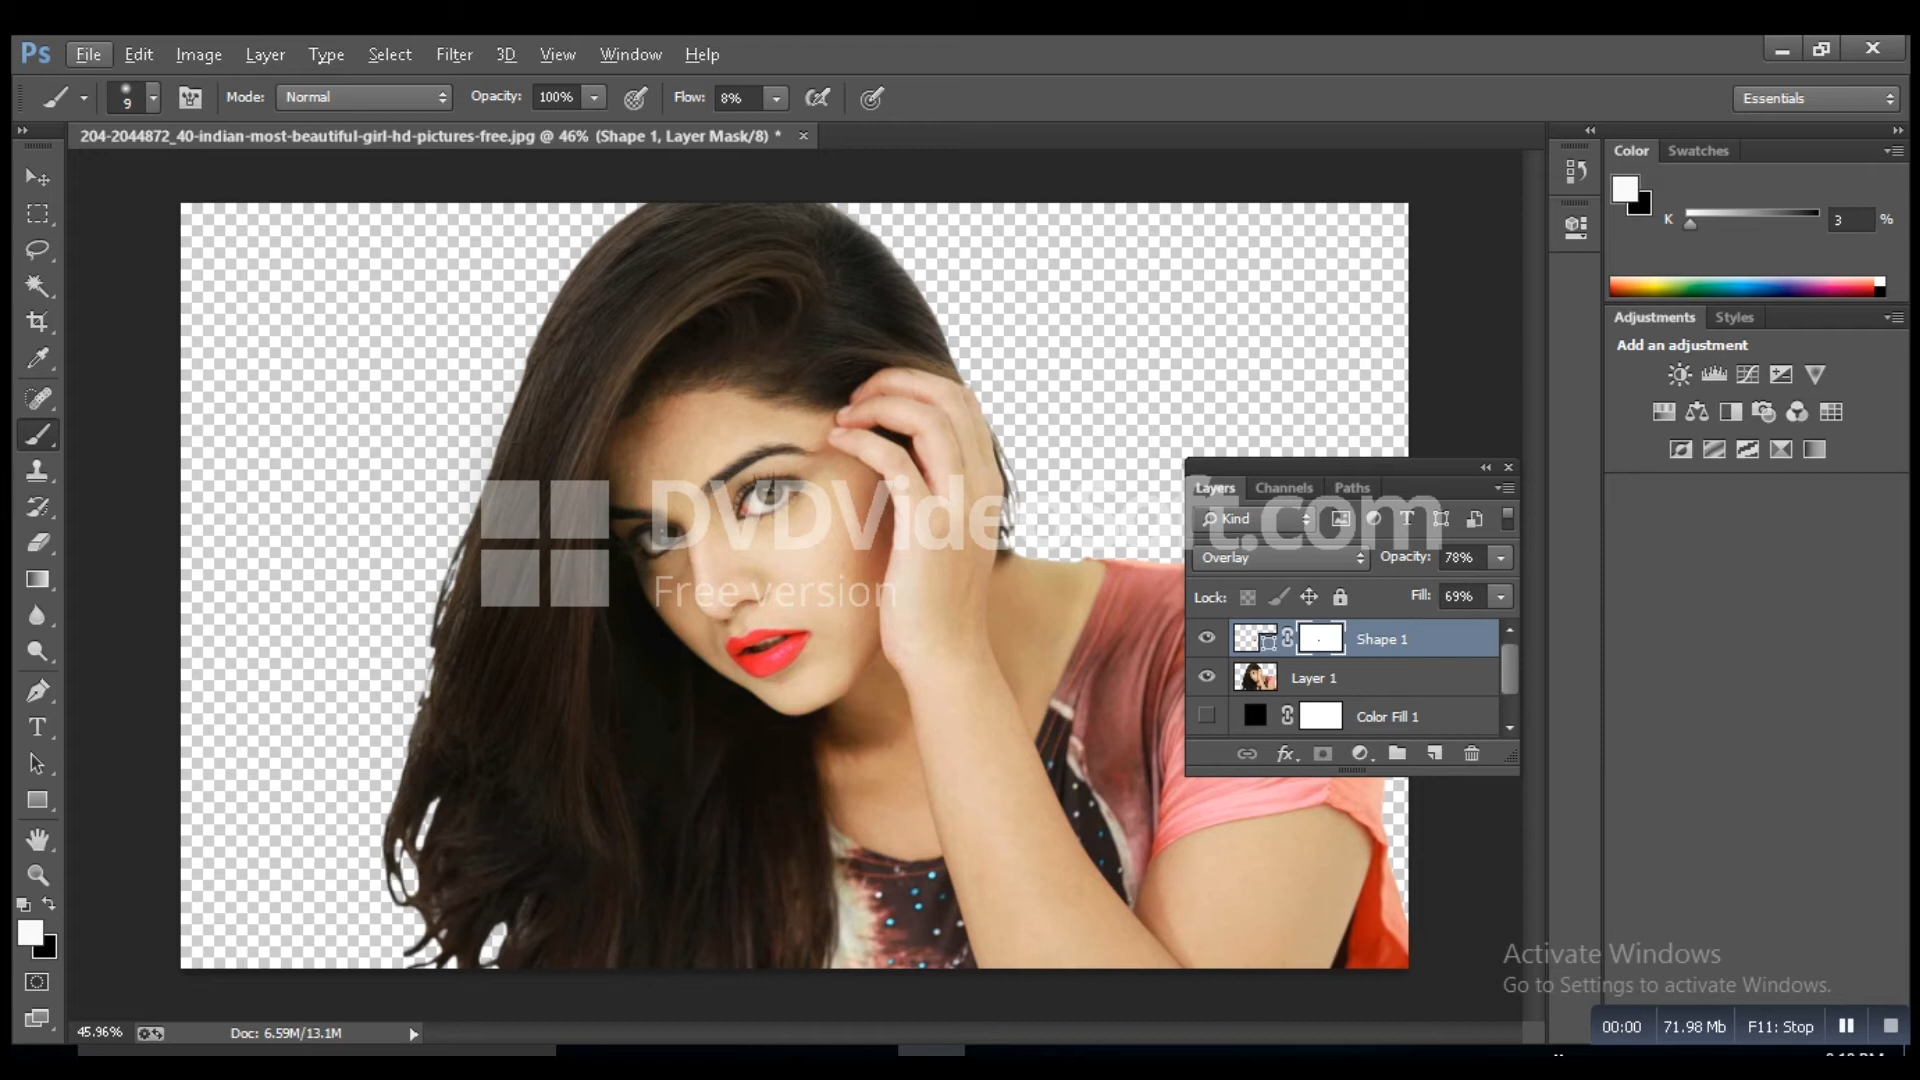 Ps File Edit Image Layer Type Select Filter 3D View Window Help
9 Mode: Normal Opacity: 100% Flow: 8% Essentials
204-2044872_40-indian-most-beautiful-girl-hd-pictures-free.jpg @ 46% (Shape 1, Layer Mask/8) *
Color Swatches
K 3 %
Adjustments Styles
Add an adjustment
Layers Channels Paths
Kind
Overlay Opacity: 78%
Lock: Fill: 69%
Shape 1
Layer 1
Color Fill 1
fx
T
DVDVideoSoft.com
Free version
Activate Windows
Go to Settings to activate Windows.
45.96% Doc: 6.59M/13.1M
00:00 71.98 Mb F11: Stop